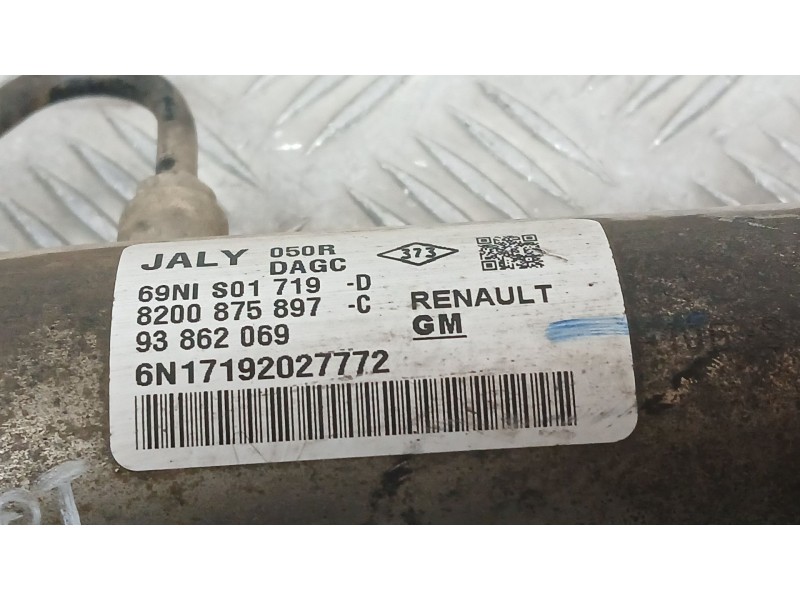 JALY 050R
DAGC
373
69NI S01 719 -D
8200 875 897 -C RENAULT
93 862 069 GM
6N17192027772